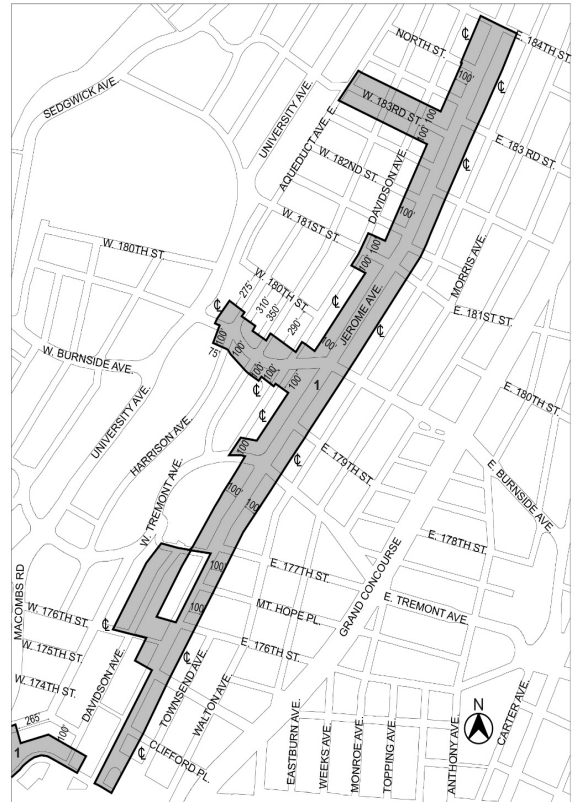 NORTH ST.
E. 184TH ST.
℄
℄
100'
SEDGWICK AVE.
UNIVERSITY AVE.
AQUEDUCT AVE. E.
W. 183RD ST.
100'
100'
E. 183 RD ST.
℄
W. 182ND ST.
DAVIDSON AVE.
100'
W. 181ST ST.
100'
100'
MORRIS AVE.
W. 180TH ST.
W. 180TH ST.
275'
310'
350'
290'
℄
℄
JEROME AVE.
E. 181ST ST.
℄
100'
100'
75'
100'
100'
100'
100'
℄
1
W. BURNSIDE AVE.
UNIVERSITY AVE.
HARRISON AVE.
℄
E. 180TH ST.
100'
E. 179TH ST.
℄
E. BURNSIDE AVE.
W. TREMONT AVE.
100'
100'
E. 178TH ST.
GRAND CONCOURSE
100'
E. 177TH ST.
MACOMBS RD
W. 176TH ST.
℄
100'
MT. HOPE PL.
E. TREMONT AVE.
W. 175TH ST.
E. 176TH ST.
℄
W. 174TH ST.
DAVIDSON AVE.
TOWNSEND AVE.
WALTON AVE.
265'
100'
1
CLIFFORD PL.
℄
EASTBURN AVE.
WEEKS AVE.
MONROE AVE.
TOPPING AVE.
ANTHONY AVE.
CARTER AVE.
N